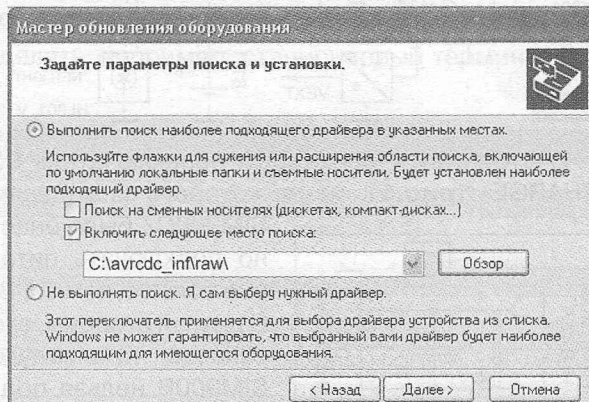 Мастер обновления оборудования
Задайте параметры поиска и установки.
Выполнить поиск наиболее подходящего драйвера в указанных местах.
Используйте флажки для сужения или расширения области поиска, включающей
по умолчанию локальные папки и съемные носители. Будет установлен наиболее
подходящий драйвер.
Поиск на сменных носителях (дискетах, компакт-дисках...)
Включить следующее место поиска:
C:\avrcdc_inf\raw\
Обзор
Не выполнять поиск. Я сам выберу нужный драйвер.
Этот переключатель применяется для выбора драйвера устройства из списка.
Windows не может гарантировать, что выбранный вами драйвер будет наиболее
подходящим для имеющегося оборудования.
< Назад Далее > Отмена